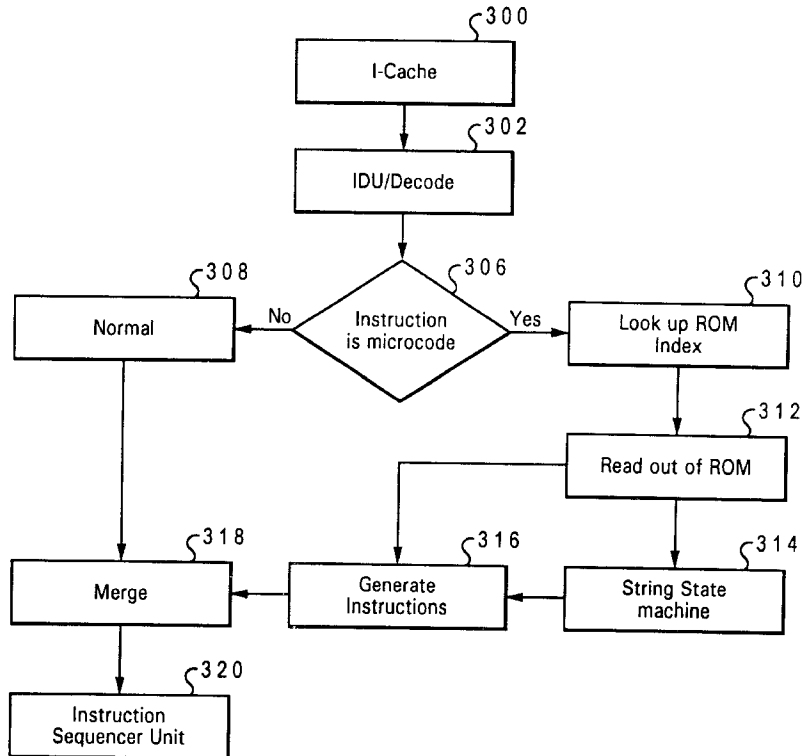 300
I-Cache
302
IDU/Decode
306
Instruction
is microcode
No
Yes
308
Normal
310
Look up ROM
Index
312
Read out of ROM
314
String State
machine
316
Generate
Instructions
318
Merge
320
Instruction
Sequencer Unit